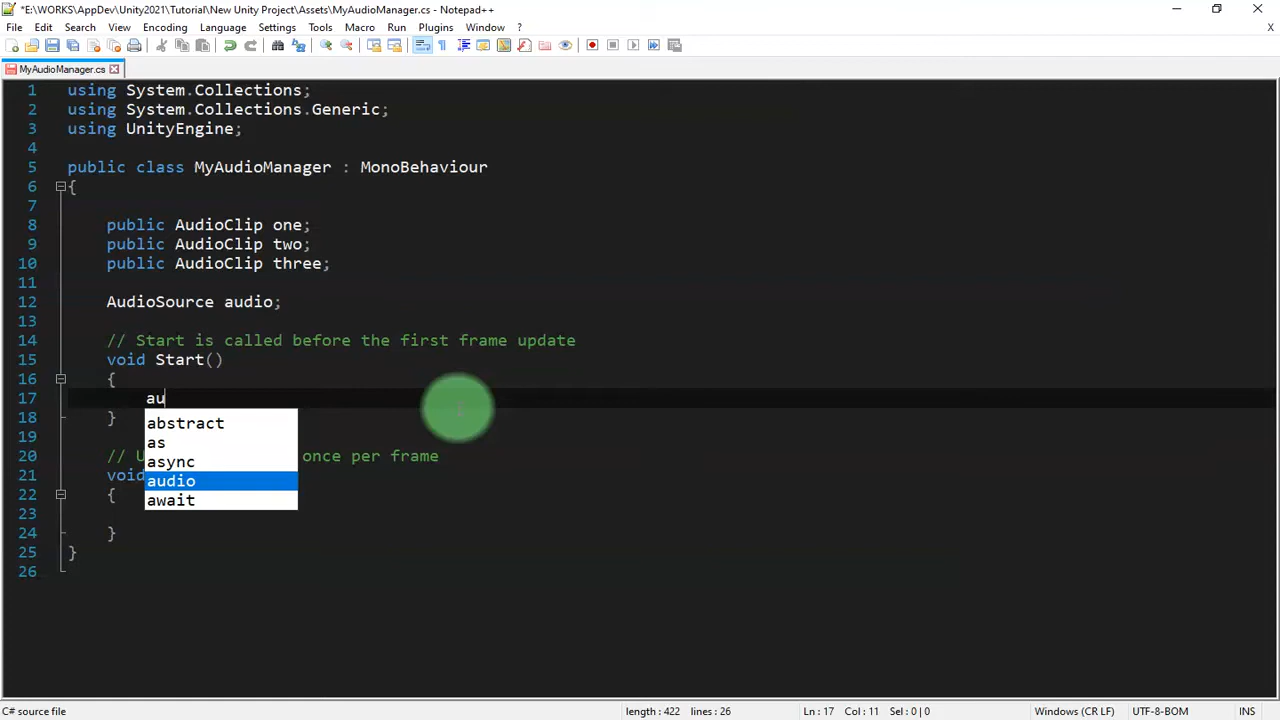 *E:\WORKS\AppDev\Unity2021\Tutorial\New Unity Project\Assets\MyAudioManager.cs - Notepad++
File Edit Search View Encoding Language Settings Tools Macro Run Plugins Window ? X
MyAudioManager.cs
1 using System.Collections;
2 using System.Collections.Generic;
3 using UnityEngine;
4
5 public class MyAudioManager : MonoBehaviour
6 {
7
8 public AudioClip one;
9 public AudioClip two;
10 public AudioClip three;
11
12 AudioSource audio;
13
14 // Start is called before the first frame update
15 void Start()
16 {
17 au
18 }
abstract
19
as
20 // U once per frame
async
21 void
audio
22 {
await
23
24 }
25 }
26
C# source file length : 422 lines : 26 Ln : 17 Col : 11 Sel : 0 | 0 Windows (CR LF) UTF-8-BOM INS